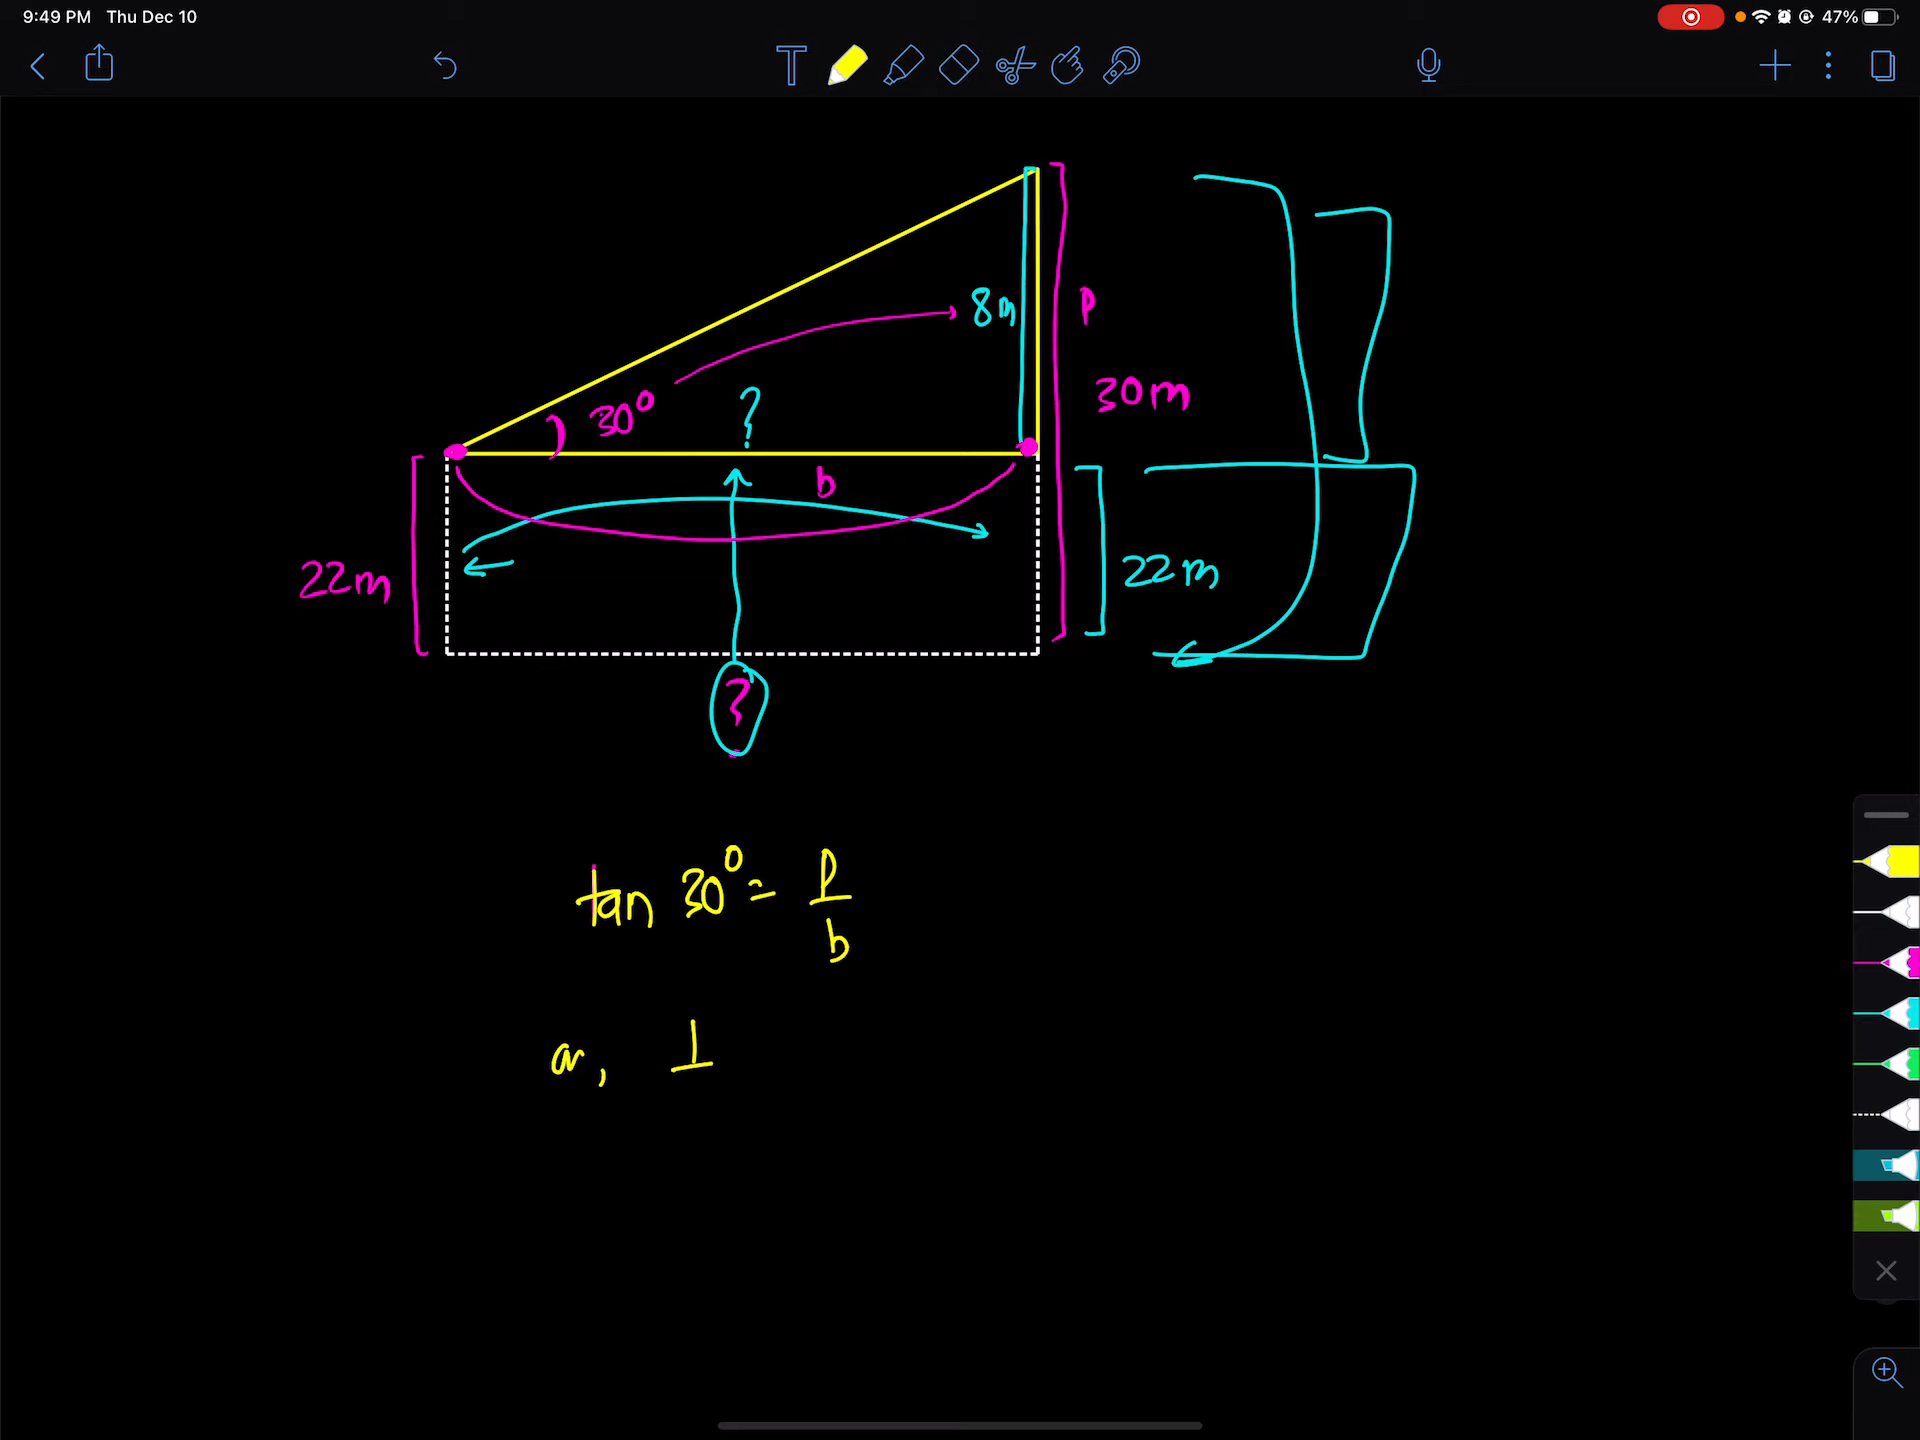 9:49 PM Thu Dec 10
47%
T
8m
p
30m
30°
?
b
22m
22m
?
tan 30° = p/b
or, 1